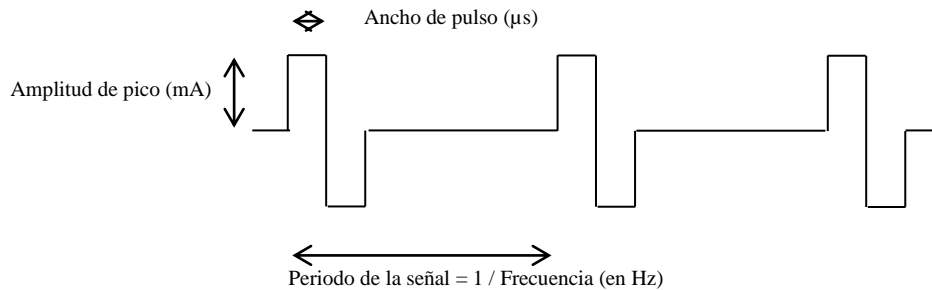 Ancho de pulso (µs)
Amplitud de pico (mA)
Periodo de la señal = 1 / Frecuencia (en Hz)